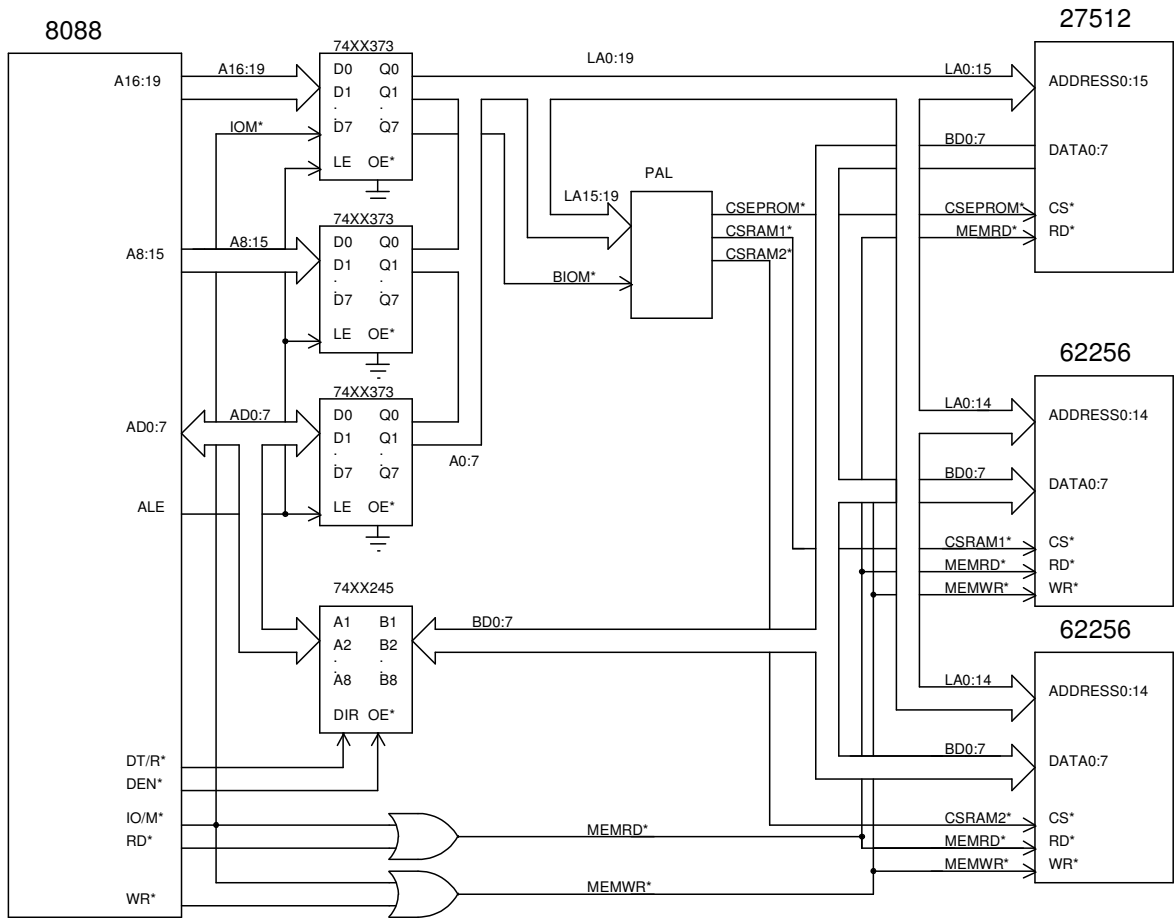 8088
27512
74XX373
LA0:19
A16:19
A16:19
D0 Q0
D1 Q1
. .
. .
D7 Q7
LE OE*
IOM*
LA0:15
ADDRESS0:15
BD0:7
DATA0:7
PAL
LA15:19
CSEPROM*
CSEPROM*
CS*
CSRAM1*
MEMRD*
RD*
CSRAM2*
BIOM*
74XX373
A8:15
A8:15
D0 Q0
D1 Q1
. .
. .
D7 Q7
LE OE*
62256
74XX373
AD0:7
AD0:7
D0 Q0
D1 Q1
. .
. .
D7 Q7
LE OE*
A0:7
ALE
LA0:14
ADDRESS0:14
BD0:7
DATA0:7
CSRAM1*
CS*
MEMRD*
RD*
MEMWR*
WR*
74XX245
A1 B1
A2 B2
. .
. .
A8 B8
DIR OE*
BD0:7
62256
LA0:14
ADDRESS0:14
BD0:7
DATA0:7
DT/R*
DEN*
IO/M*
RD*
MEMRD*
WR*
MEMWR*
CSRAM2*
CS*
MEMRD*
RD*
MEMWR*
WR*